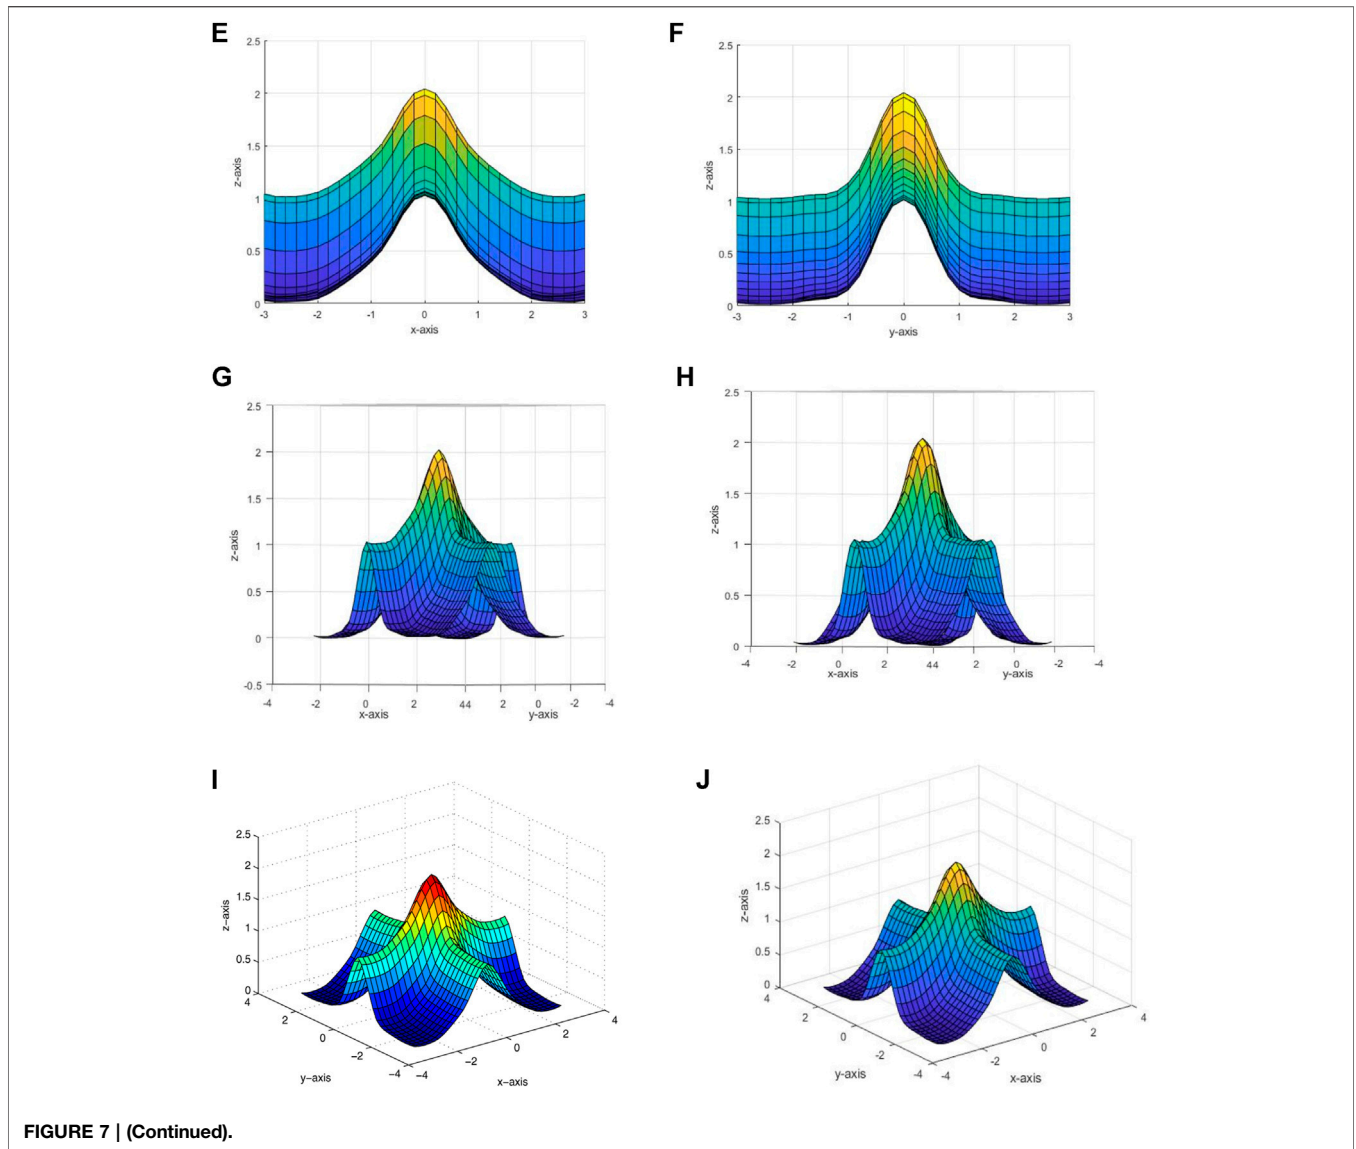 E
2.5
2
1.5
1
0.5
0
z-axis
-3 -2 -1 0 1 2 3
x-axis
F
2.5
2
1.5
1
0.5
0
z-axis
-3 -2 -1 0 1 2 3
y-axis
G
2.5
2
1.5
1
0.5
0
-0.5
z-axis
-4 -2 0 2 44 2 0 -2 -4
x-axis y-axis
H
2.5
2
1.5
1
0.5
0
z-axis
-4 -2 0 2 44 2 0 -2 -4
x-axis y-axis
I
2.5
2
1.5
1
0.5
0
z−axis
4 2 0 −2 −4
y−axis
−4 −2 0 2 4
x−axis
J
2.5
2
1.5
1
0.5
0
z-axis
4 2 0 -2 -4
y-axis
-4 -2 0 2 4
x-axis
FIGURE 7 | (Continued).